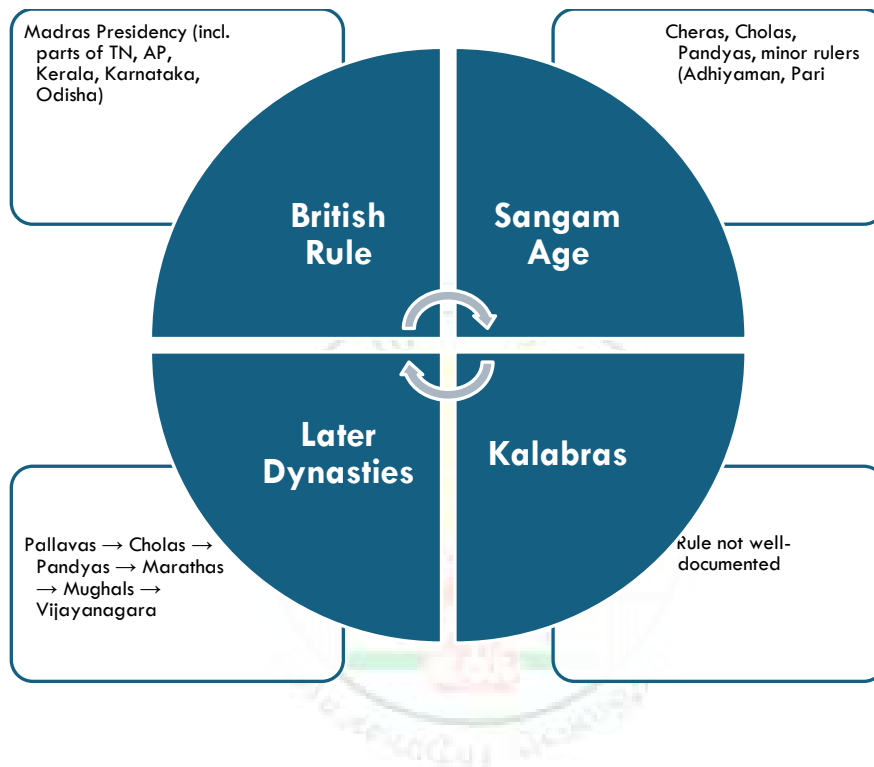 Madras Presidency (incl.
parts of TN, AP,
Kerala, Karnataka,
Odisha)
Cheras, Cholas,
Pandyas, minor rulers
(Adhiyaman, Pari
British
Rule
Sangam
Age
Later
Dynasties
Kalabras
Pallavas → Cholas →
Pandyas → Marathas
→ Mughals →
Vijayanagara
Rule not well-
documented